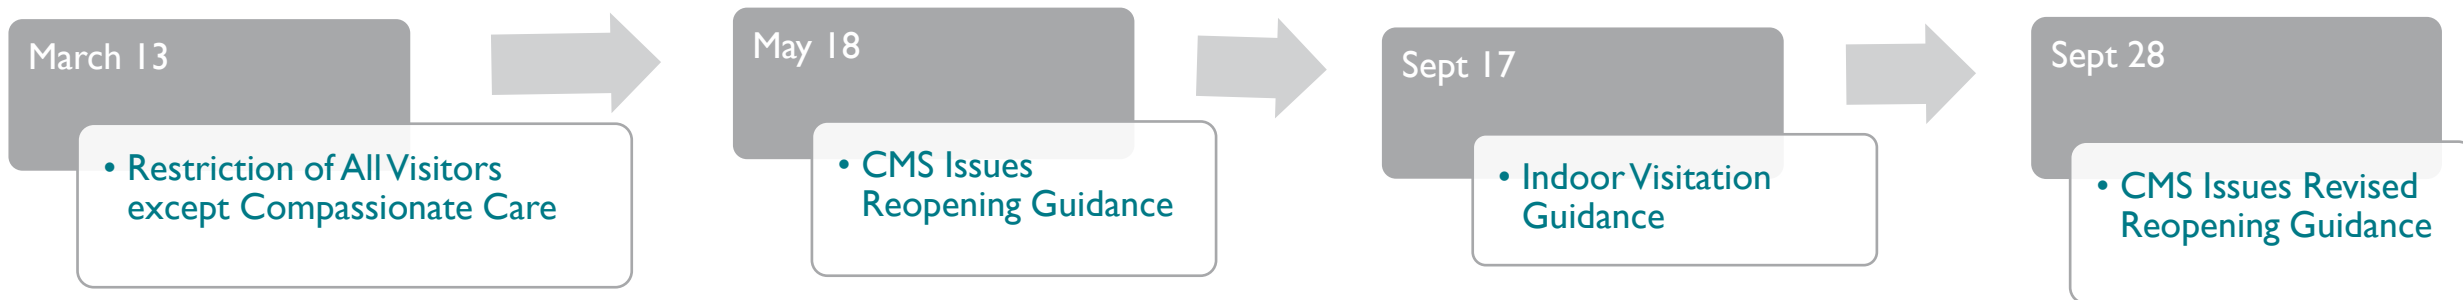 March 13
• Restriction of All Visitors
except Compassionate Care
May 18
• CMS Issues
Reopening Guidance
Sept 17
• Indoor Visitation
Guidance
Sept 28
• CMS Issues Revised
Reopening Guidance